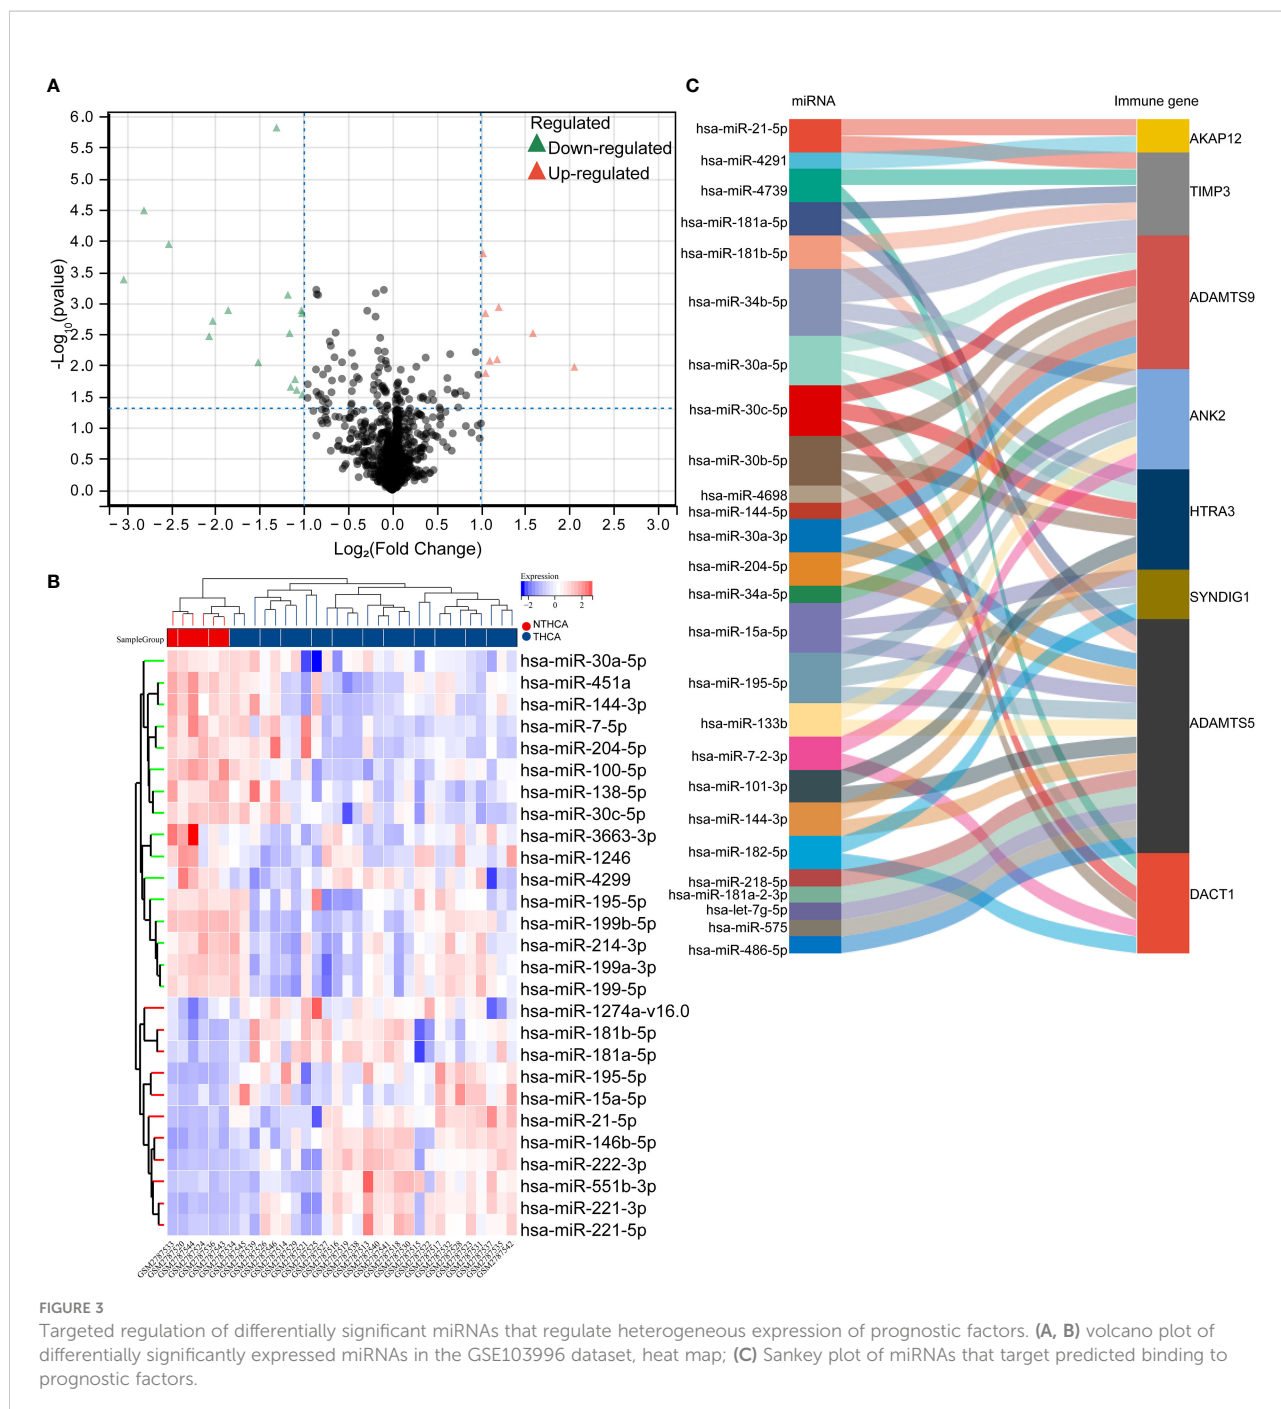 A
6.0
5.5
5.0
4.5
4.0
3.5
3.0
2.5
2.0
1.5
1.0
0.5
0.0
-Log10(pvalue)
Regulated
Down-regulated
Up-regulated
−3.0 −2.5 −2.0 −1.5 −1.0 −0.5 0.0 0.5 1.0 1.5 2.0 2.5 3.0
Log₂(Fold Change)
B
Expression
−2 0 2
NTHCA
THCA
SampleGroup
hsa-miR-30a-5p
hsa-miR-451a
hsa-miR-144-3p
hsa-miR-7-5p
hsa-miR-204-5p
hsa-miR-100-5p
hsa-miR-138-5p
hsa-miR-30c-5p
hsa-miR-3663-3p
hsa-miR-1246
hsa-miR-4299
hsa-miR-195-5p
hsa-miR-199b-5p
hsa-miR-214-3p
hsa-miR-199a-3p
hsa-miR-199-5p
hsa-miR-1274a-v16.0
hsa-miR-181b-5p
hsa-miR-181a-5p
hsa-miR-195-5p
hsa-miR-15a-5p
hsa-miR-21-5p
hsa-miR-146b-5p
hsa-miR-222-3p
hsa-miR-551b-3p
hsa-miR-221-3p
hsa-miR-221-5p
C
miRNA
Immune gene
hsa-miR-21-5p
hsa-miR-4291
hsa-miR-4739
hsa-miR-181a-5p
hsa-miR-181b-5p
hsa-miR-34b-5p
hsa-miR-30a-5p
hsa-miR-30c-5p
hsa-miR-30b-5p
hsa-miR-4698
hsa-miR-144-5p
hsa-miR-30a-3p
hsa-miR-204-5p
hsa-miR-34a-5p
hsa-miR-15a-5p
hsa-miR-195-5p
hsa-miR-133b
hsa-miR-7-2-3p
hsa-miR-101-3p
hsa-miR-144-3p
hsa-miR-182-5p
hsa-miR-218-5p
hsa-miR-181a-2-3p
hsa-let-7g-5p
hsa-miR-575
hsa-miR-486-5p
AKAP12
TIMP3
ADAMTS9
ANK2
HTRA3
SYNDIG1
ADAMTS5
DACT1
FIGURE 3
Targeted regulation of differentially significant miRNAs that regulate heterogeneous expression of prognostic factors. (A, B) volcano plot of
differentially significantly expressed miRNAs in the GSE103996 dataset, heat map; (C) Sankey plot of miRNAs that target predicted binding to
prognostic factors.